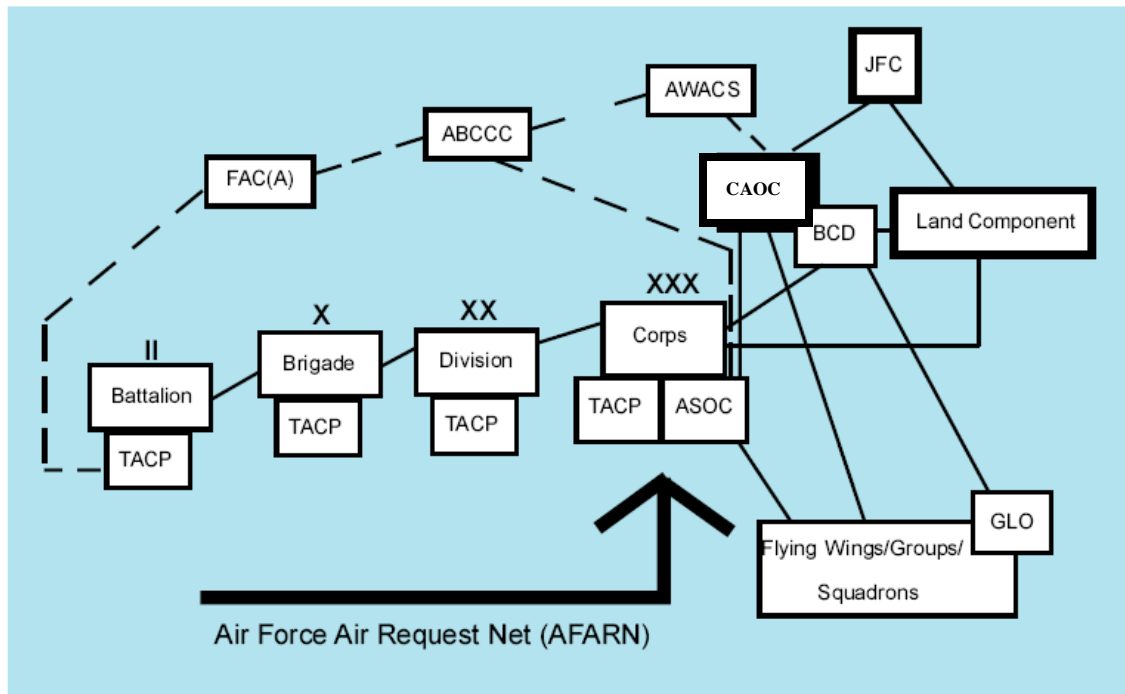 JFC
AWACS
ABCCC
FAC(A)
CAOC
BCD
Land Component
XXX
XX
X
II
Corps
Division
Brigade
Battalion
TACP
ASOC
TACP
TACP
TACP
GLO
Flying Wings/Groups/
Squadrons
Air Force Air Request Net (AFARN)